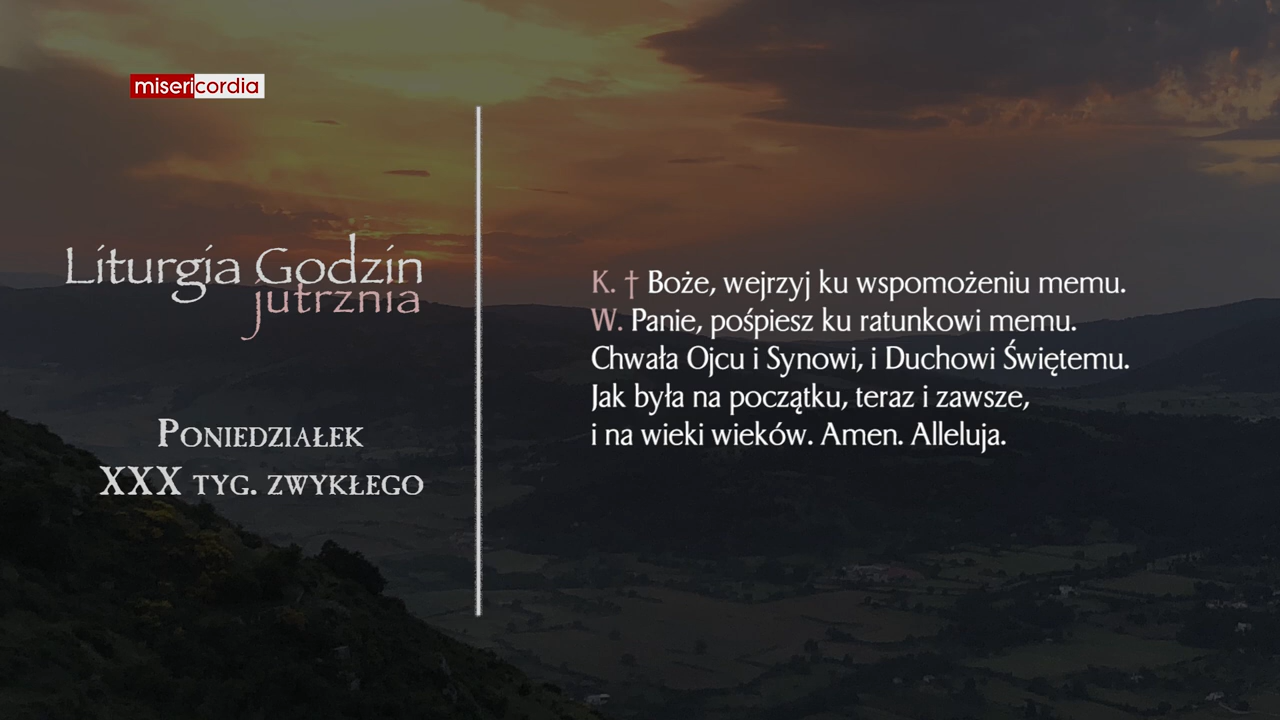 misericordia
Liturgia Godzin
jutrznia
Poniedziałek
XXX tyg. zwykłego
K. † Boże, wejrzyj ku wspomożeniu memu.
W. Panie, pośpiesz ku ratunkowi memu.
Chwała Ojcu i Synowi, i Duchowi Świętemu.
Jak była na początku, teraz i zawsze,
i na wieki wieków. Amen. Alleluja.